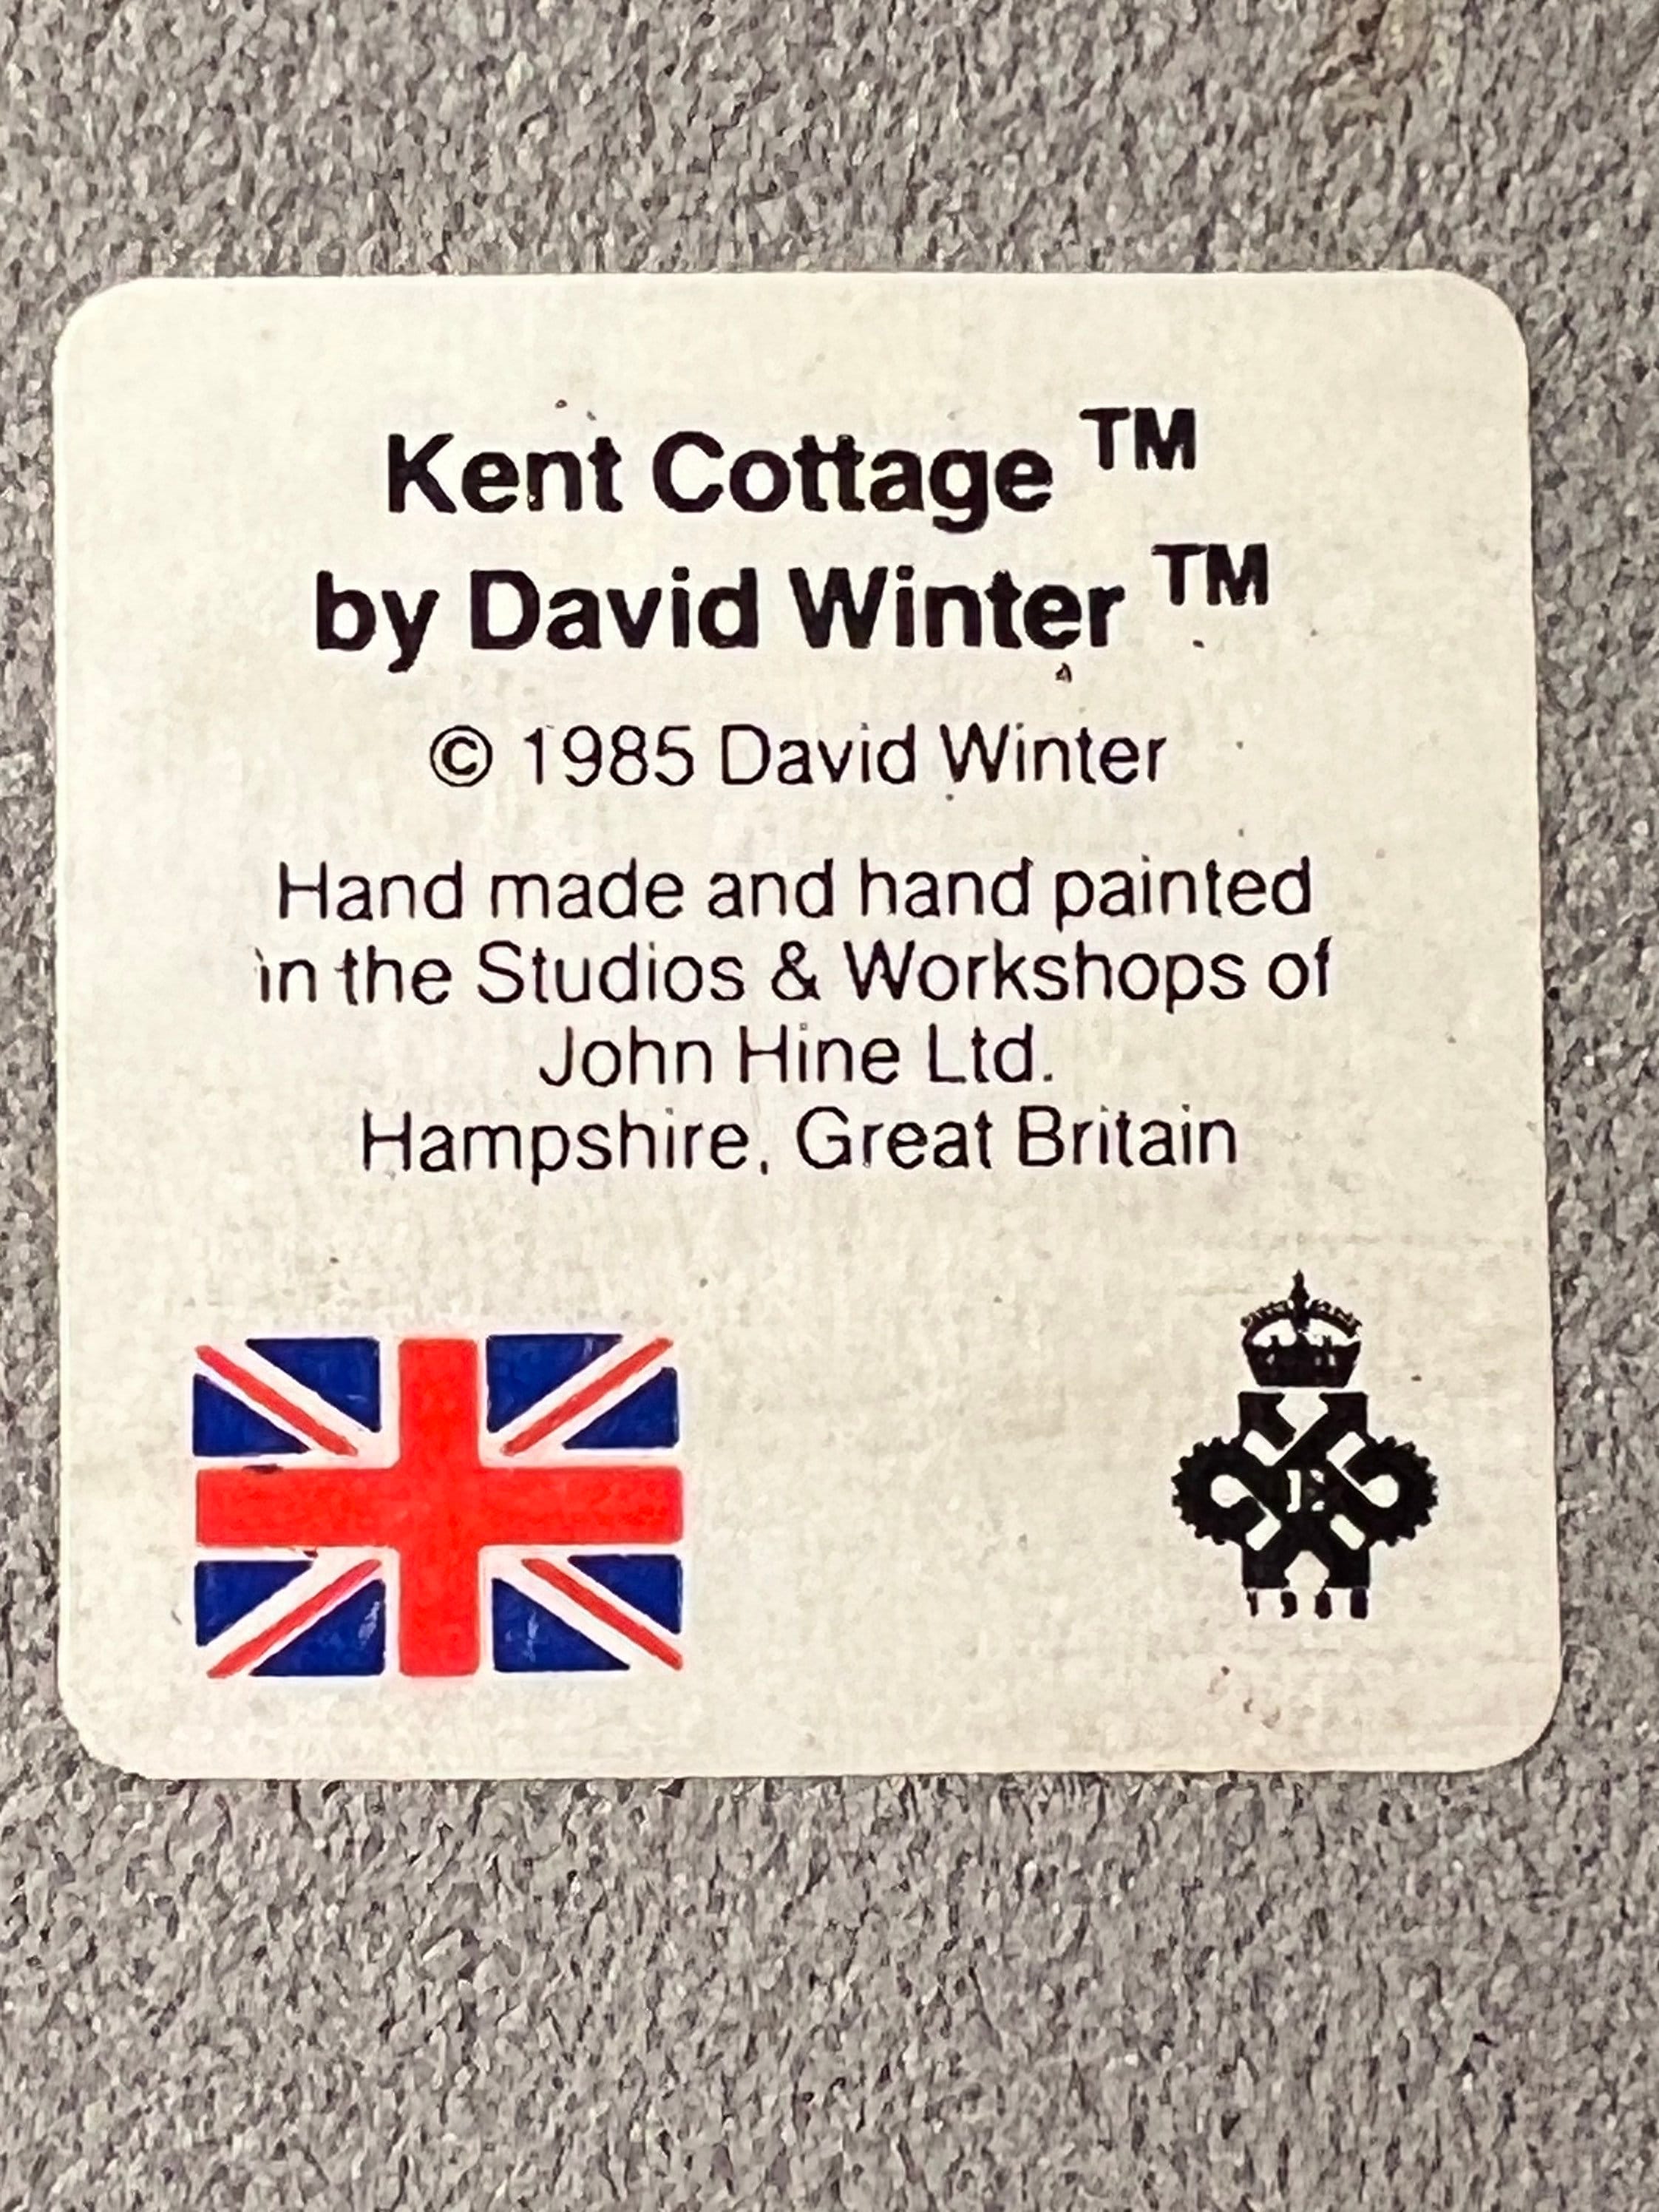 Kent Cottage ™
by David Winter ™
© 1985 David Winter
Hand made and hand painted
in the Studios & Workshops of
John Hine Ltd.
Hampshire, Great Britain
E